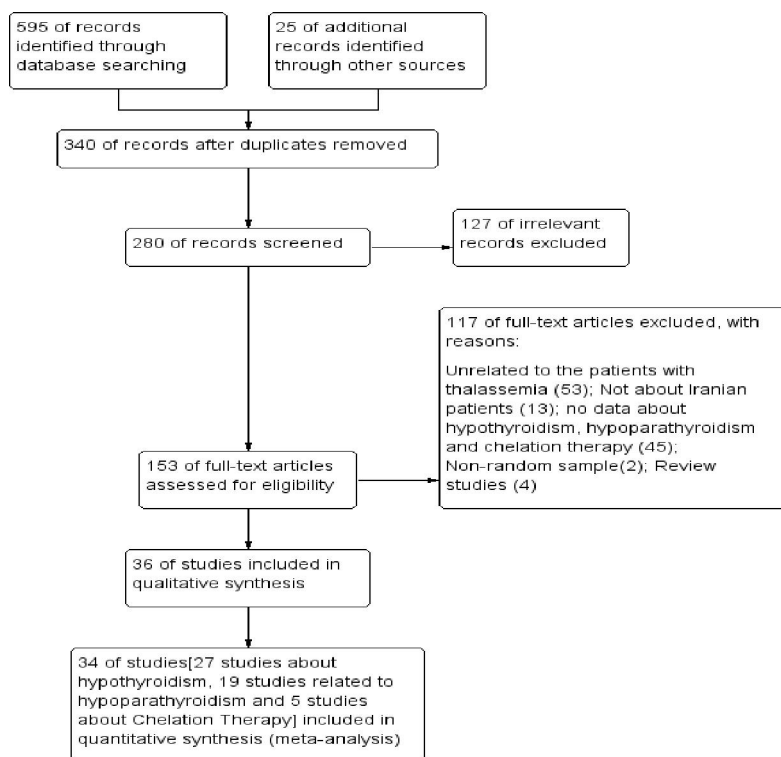 595 of records
identified through
database searching
25 of additional
records identified
through other sources
340 of records after duplicates removed
280 of records screened
127 of irrelevant
records excluded
117 of full-text articles excluded, with
reasons:
Unrelated to the patients with
thalassemia (53); Not about Iranian
patients (13); no data about
hypothyroidism, hypoparathyroidism
and chelation therapy (45);
Non-random sample(2); Review
studies (4)
153 of full-text articles
assessed for eligibility
36 of studies included in
qualitative synthesis
34 of studies[27 studies about
hypothyroidism, 19 studies related to
hypoparathyroidism and 5 studies
about Chelation Therapy] included in
quantitative synthesis (meta-analysis)